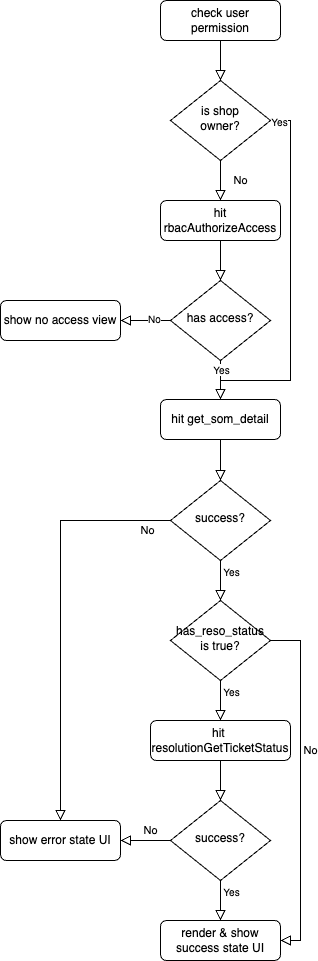 check user
permission
is shop
owner?
Yes
No
hit
rbacAuthorizeAccess
has access?
No
show no access view
Yes
hit get_som_detail
success?
No
Yes
has_reso_status
is true?
Yes
No
hit
resolutionGetTicketStatus
success?
No
show error state UI
Yes
render & show
success state UI